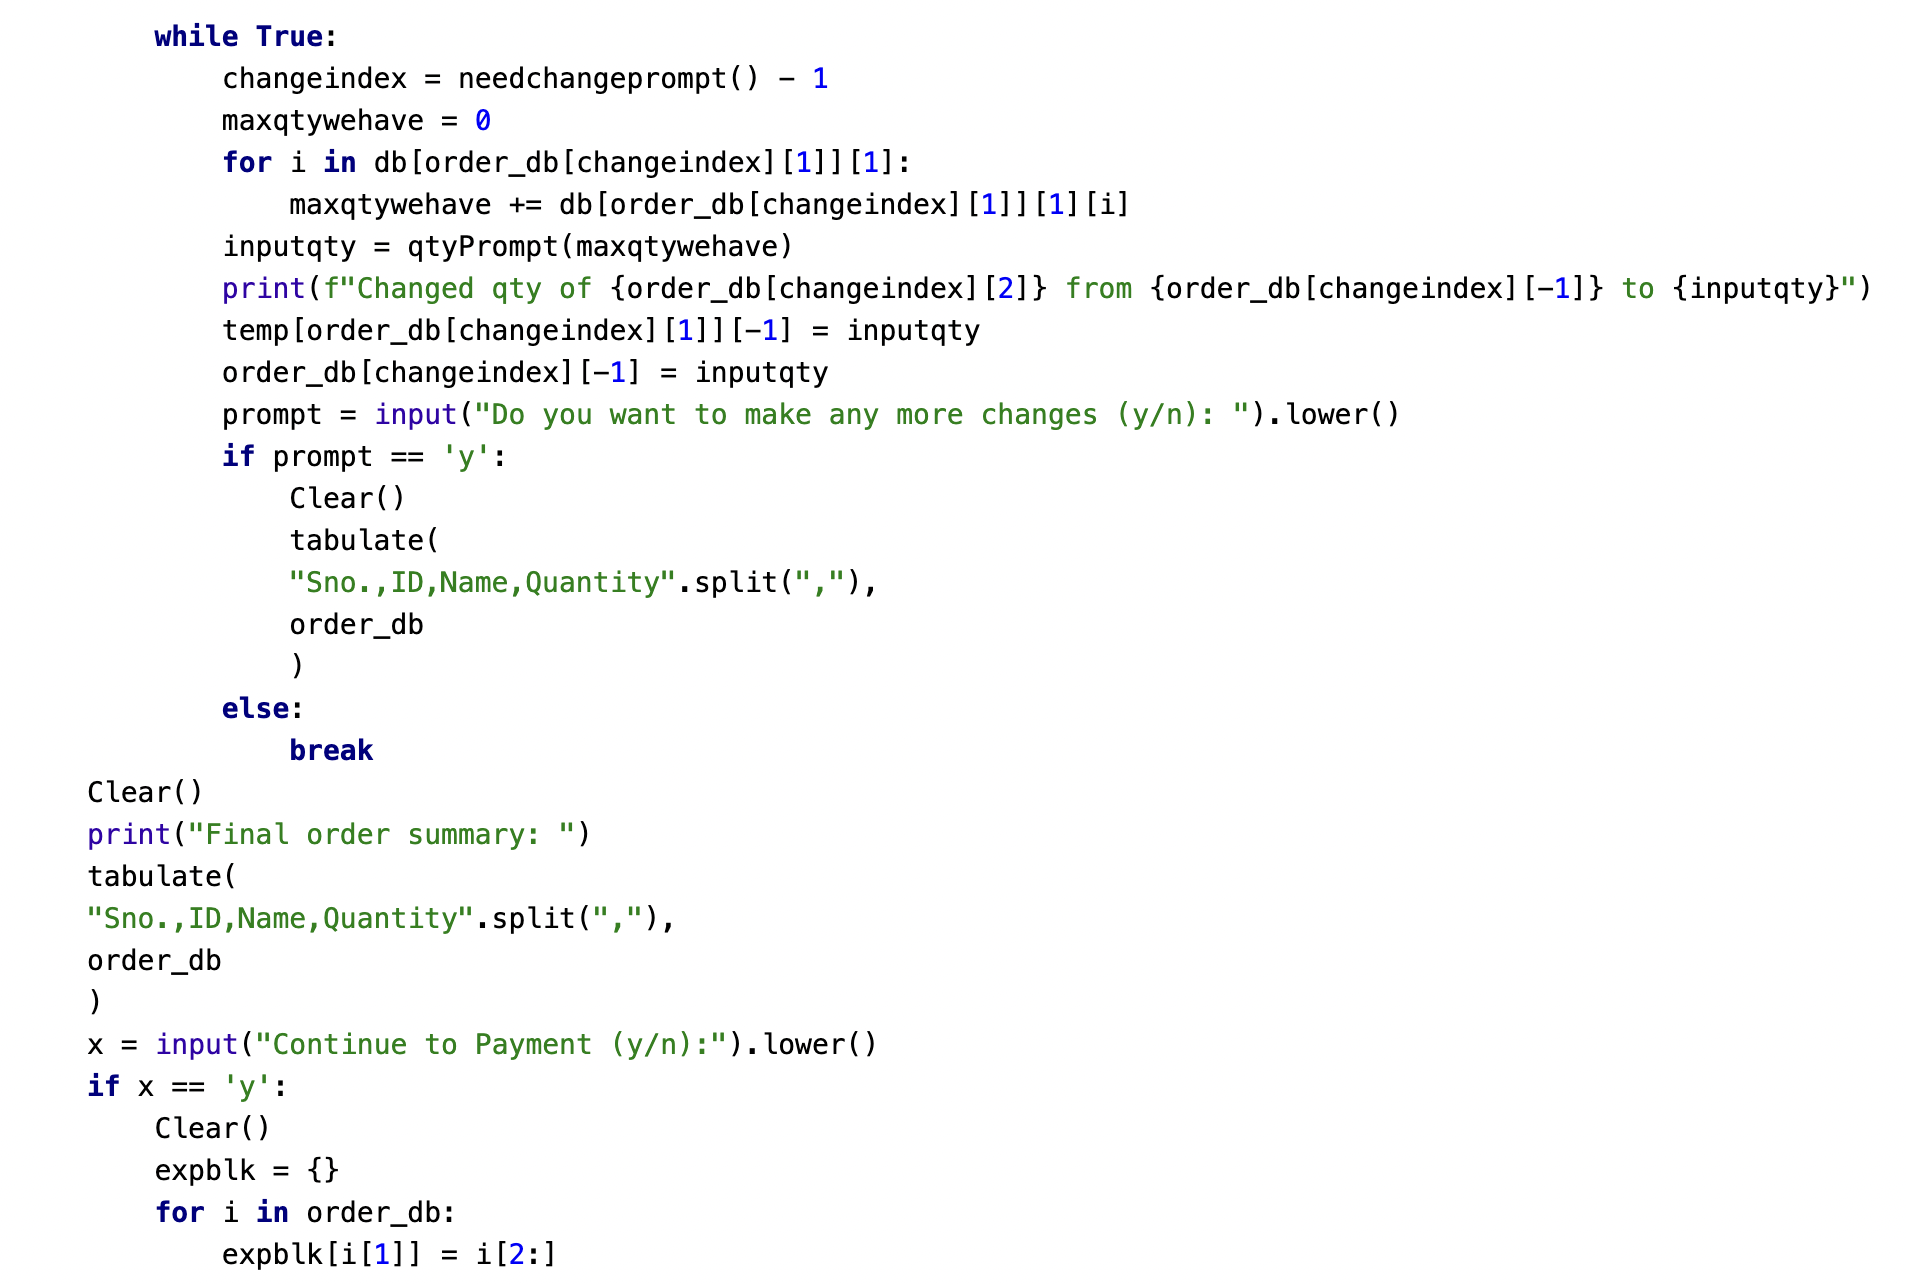 while True:
changeindex = needchangeprompt() - 1
maxqtywehave = 0
for i in db[order_db[changeindex][1]][1]:
maxqtywehave += db[order_db[changeindex][1]][1][i]
inputqty = qtyPrompt(maxqtywehave)
print(f"Changed qty of {order_db[changeindex][2]} from {order_db[changeindex][-1]} to {inputqty}")
temp[order_db[changeindex][1]][-1] = inputqty
order_db[changeindex][-1] = inputqty
prompt = input("Do you want to make any more changes (y/n): ").lower()
if prompt == 'y':
Clear()
tabulate(
"Sno.,ID,Name,Quantity".split(","),
order_db
)
else:
break
Clear()
print("Final order summary: ")
tabulate(
"Sno.,ID,Name,Quantity".split(","),
order_db
)
x = input("Continue to Payment (y/n):").lower()
if x == 'y':
Clear()
expblk = {}
for i in order_db:
expblk[i[1]] = i[2:]